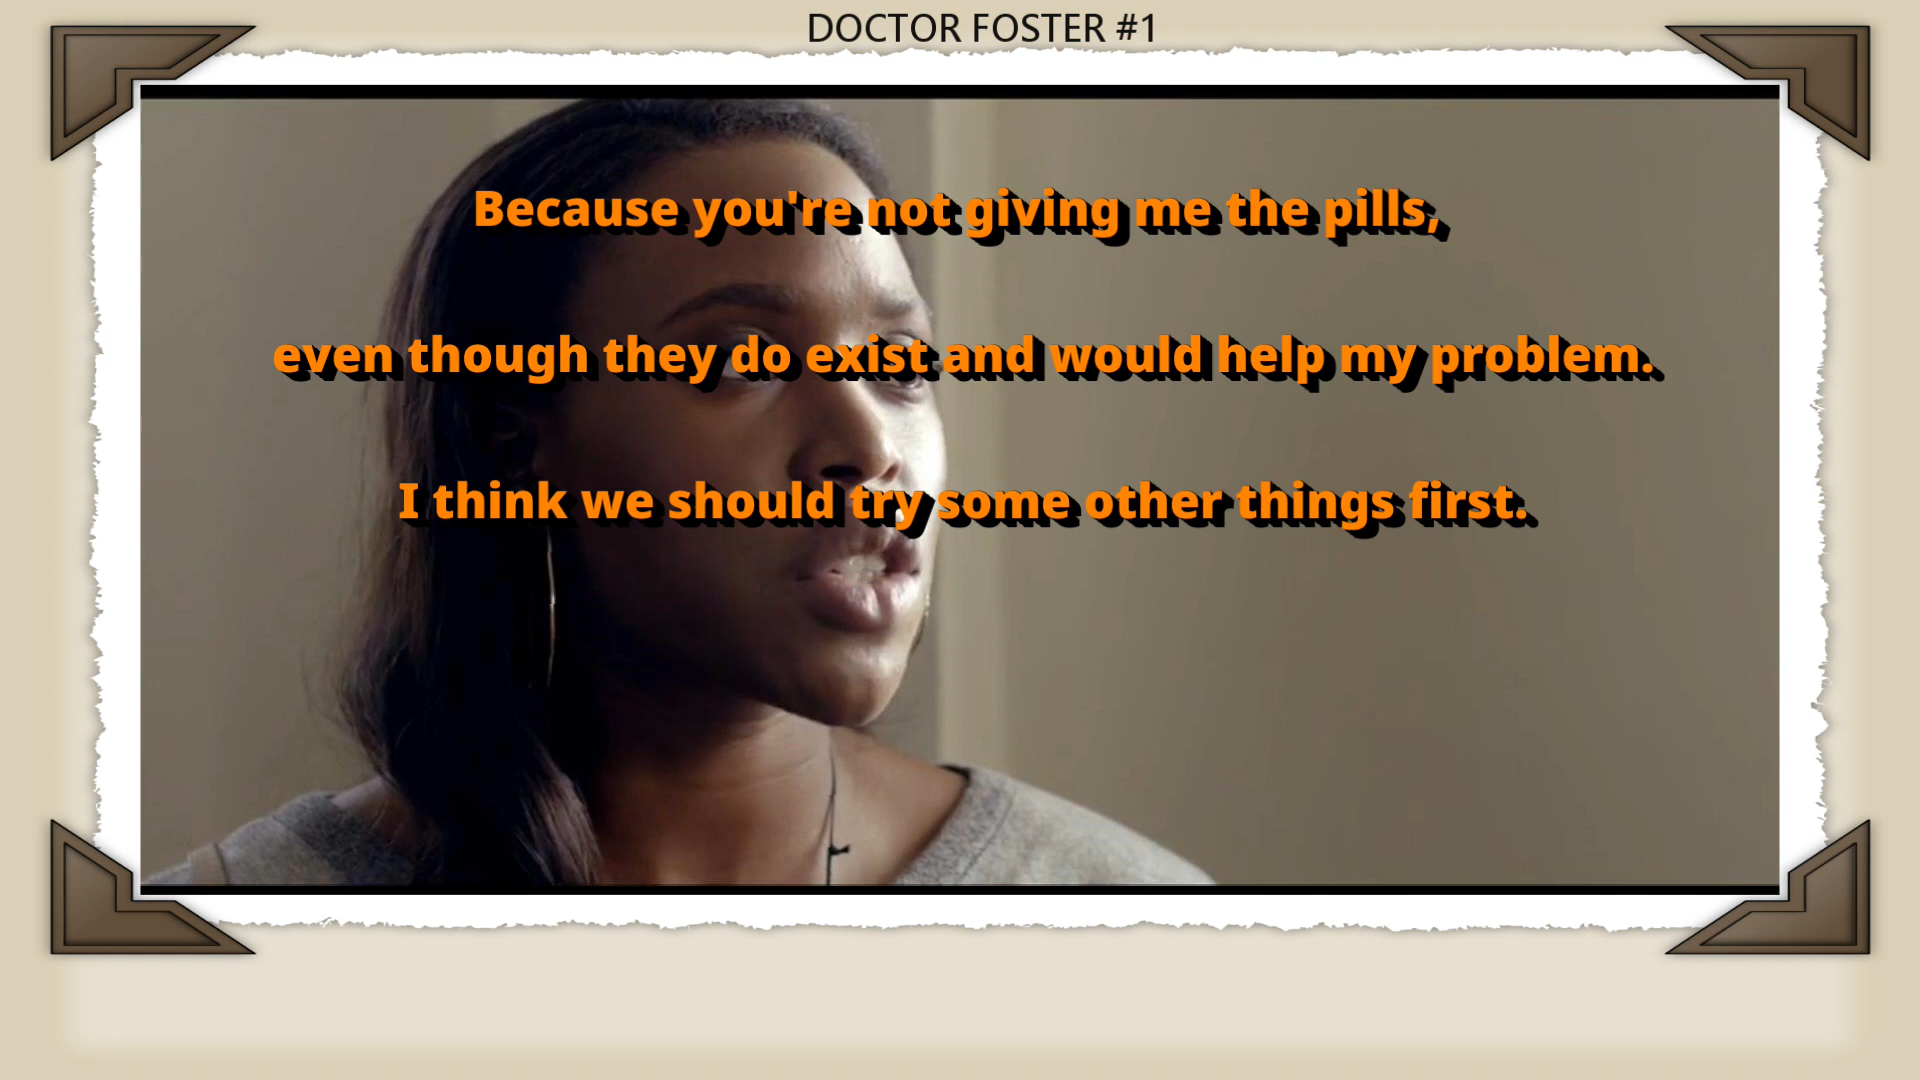 DOCTOR FOSTER #1
Because you're not giving me the pills,
even though they do exist and would help my problem.
I think we should try some other things first.